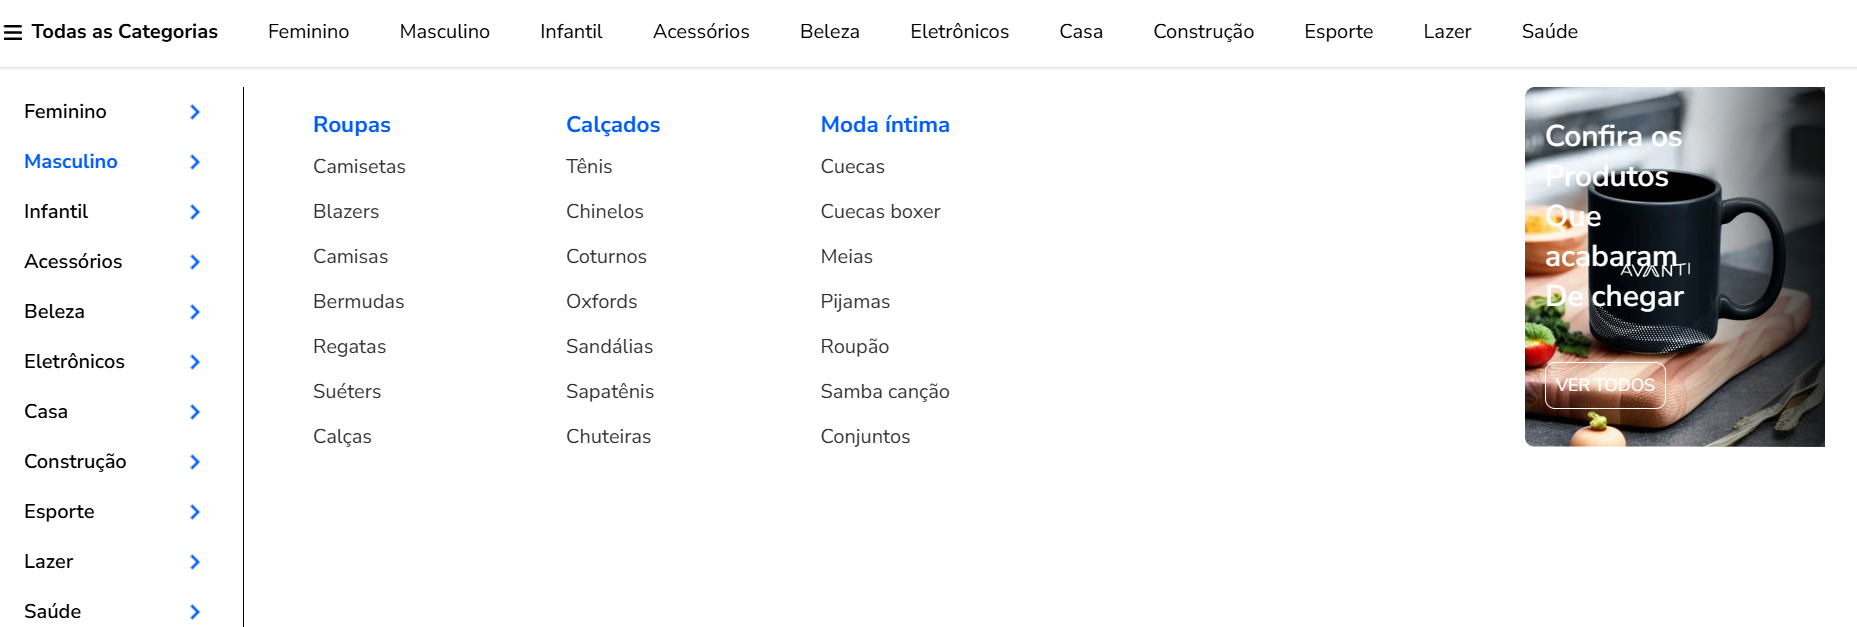 Todas as Categorias Feminino Masculino Infantil Acessórios Beleza Eletrônicos Casa Construção Esporte Lazer Saúde
Feminino
Masculino
Infantil
Acessórios
Beleza
Eletrônicos
Casa
Construção
Esporte
Lazer
Saúde
Roupas
Camisetas
Blazers
Camisas
Bermudas
Regatas
Suéters
Calças
Calçados
Tênis
Chinelos
Coturnos
Oxfords
Sandálias
Sapatênis
Chuteiras
Moda íntima
Cuecas
Cuecas boxer
Meias
Pijamas
Roupão
Samba canção
Conjuntos
Confira os
Produtos
Que
acabaram
De chegar
AVANTI
VER TODOS